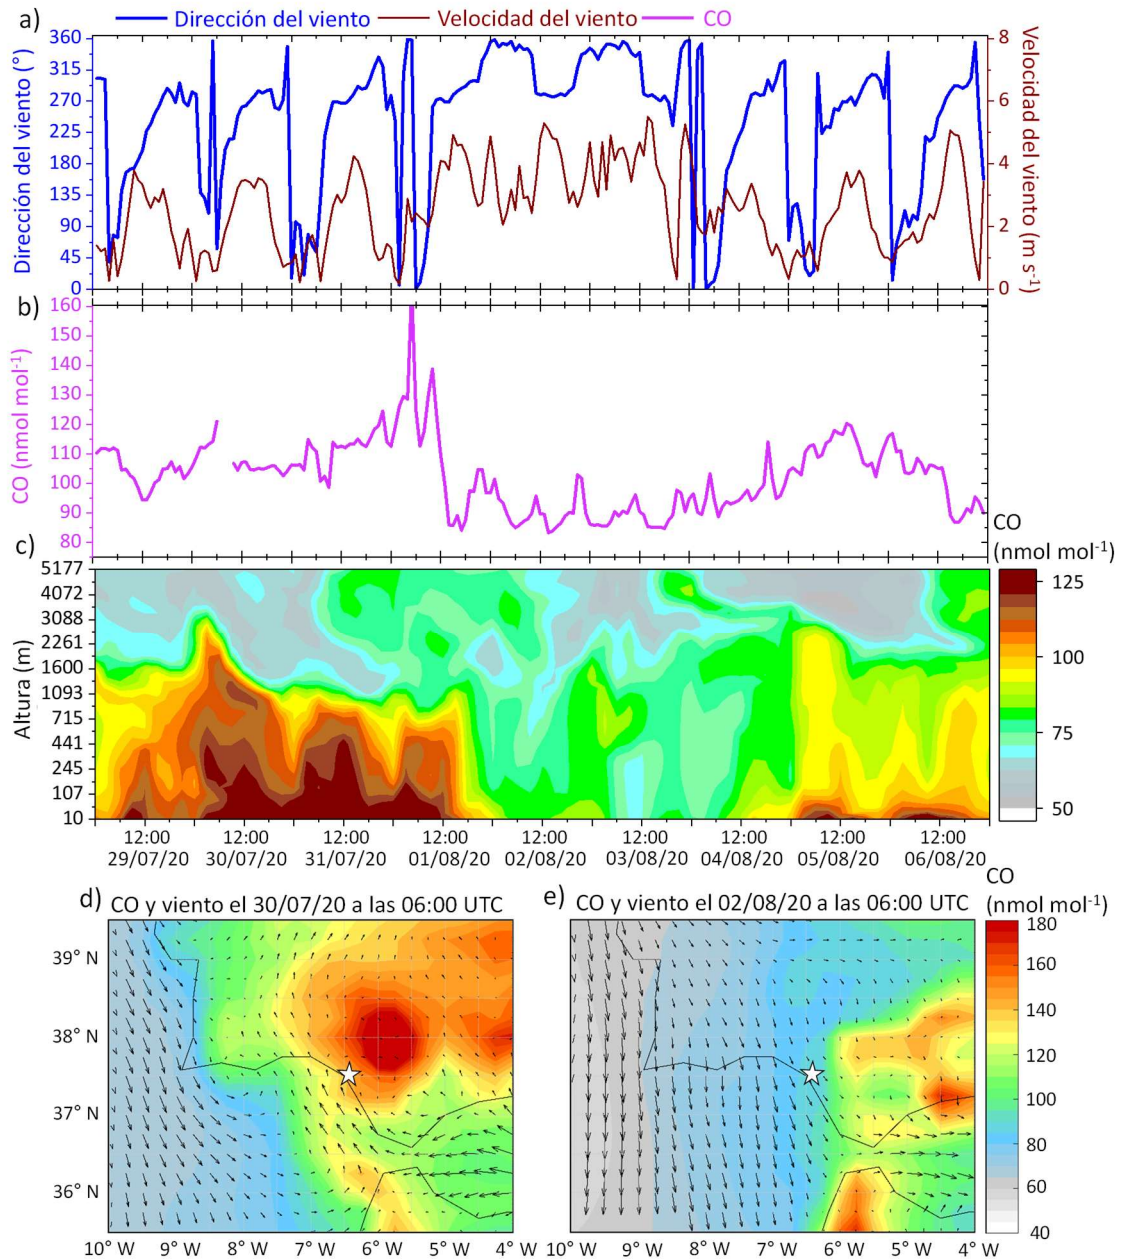 a) Dirección del viento Velocidad del viento CO
Dirección del viento (°)
360
315
270
225
180
135
90
45
0
8
6
4
2
0
Velocidad del viento (m s⁻¹)
b)
CO (nmol mol⁻¹)
160
150
140
130
120
110
100
90
80
c)
Altura (m)
5177
4072
3088
2261
1600
1093
715
441
245
107
10
CO
(nmol mol⁻¹)
125
100
75
50
12:00 12:00 12:00 12:00 12:00 12:00 12:00 12:00 12:00
29/07/20 30/07/20 31/07/20 01/08/20 02/08/20 03/08/20 04/08/20 05/08/20 06/08/20
d) CO y viento el 30/07/20 a las 06:00 UTC
39° N
38° N
37° N
36° N
10° W 9° W 8° W 7° W 6° W 5° W 4° W
e) CO y viento el 02/08/20 a las 06:00 UTC
10° W 9° W 8° W 7° W 6° W 5° W 4° W
CO
(nmol mol⁻¹)
180
160
140
120
100
80
60
40